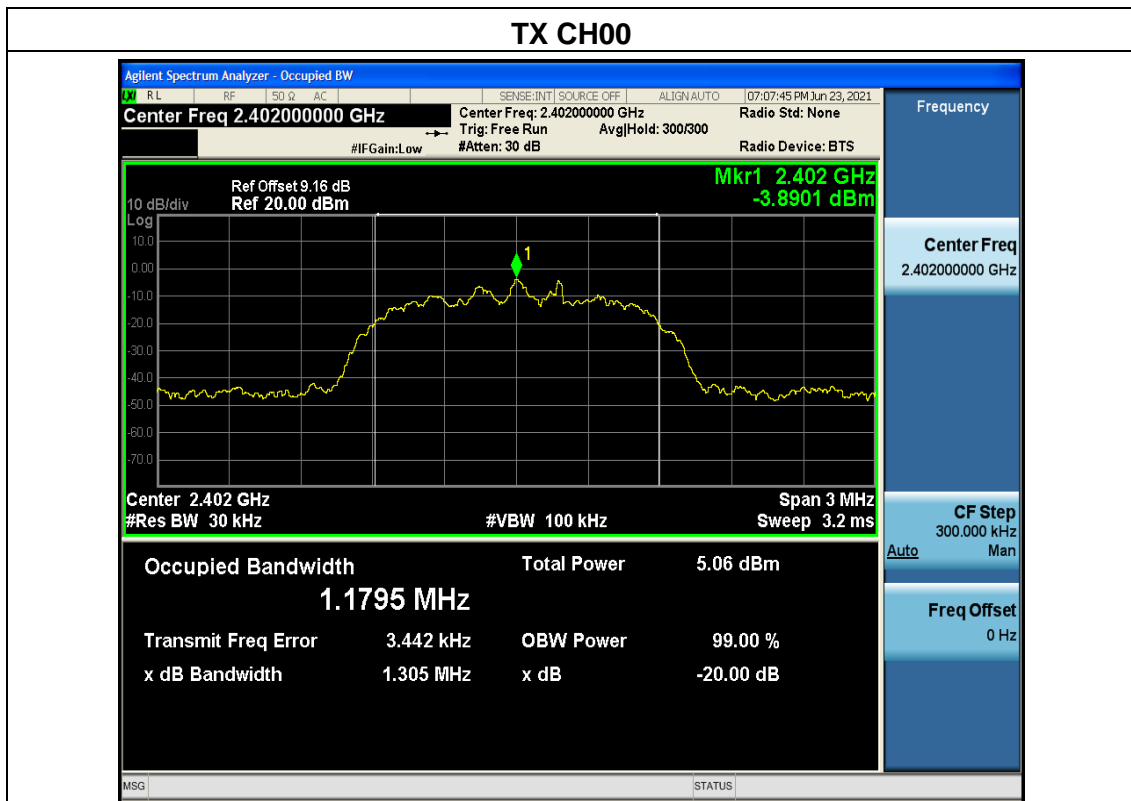 TX CH00
Agilent Spectrum Analyzer - Occupied BW
LXI RL RF 50 Ω AC SENSE:INT SOURCE OFF ALIGN AUTO 07:07:45 PM Jun 23, 2021
Center Freq 2.402000000 GHz
Center Freq: 2.402000000 GHz
Radio Std: None
Trig: Free Run Avg|Hold: 300/300
#IFGain:Low
#Atten: 30 dB
Radio Device: BTS
Frequency
Mkr1 2.402 GHz
-3.8901 dBm
Ref Offset 9.16 dB
10 dB/div Ref 20.00 dBm
Log
10.0
0.00
-10.0
-20.0
-30.0
-40.0
-50.0
-60.0
-70.0
1
Center 2.402 GHz Span 3 MHz
#Res BW 30 kHz #VBW 100 kHz Sweep 3.2 ms
Center Freq
2.402000000 GHz
CF Step
300.000 kHz
Auto Man
Freq Offset
0 Hz
Occupied Bandwidth Total Power 5.06 dBm
1.1795 MHz
Transmit Freq Error 3.442 kHz OBW Power 99.00 %
x dB Bandwidth 1.305 MHz x dB -20.00 dB
MSG STATUS